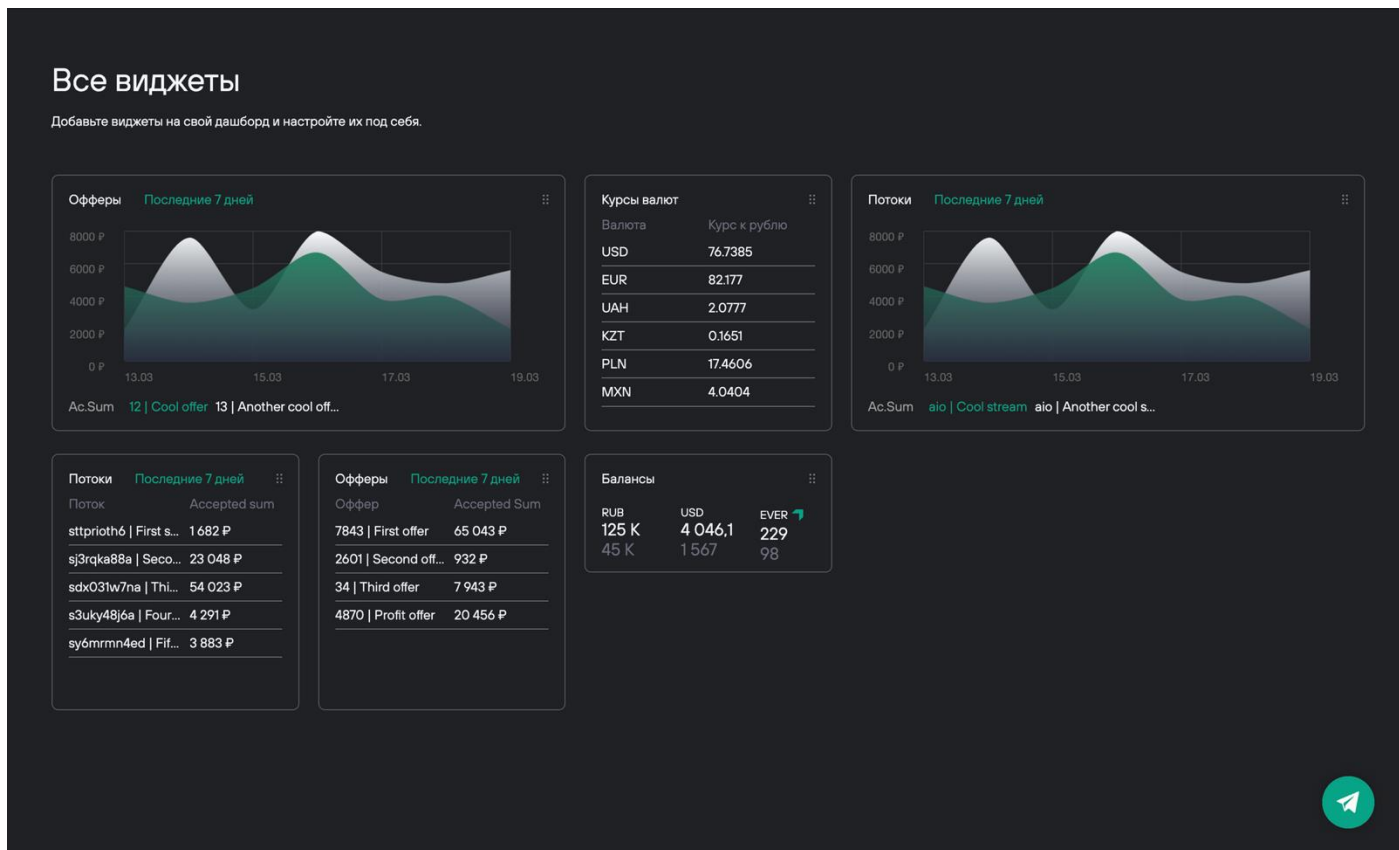 Все виджеты
Добавьте виджеты на свой дашборд и настройте их под себя.
Офферы Последние 7 дней
8000 ₽
6000 ₽
4000 ₽
2000 ₽
0 ₽
13.03 15.03 17.03 19.03
Ac.Sum 12 | Cool offer 13 | Another cool off...
Курсы валют
Валюта Курс к рублю
USD 76.7385
EUR 82.177
UAH 2.0777
KZT 0.1651
PLN 17.4606
MXN 4.0404
Потоки Последние 7 дней
8000 ₽
6000 ₽
4000 ₽
2000 ₽
0 ₽
13.03 15.03 17.03 19.03
Ac.Sum aio | Cool stream aio | Another cool s...
Потоки Последние 7 дней
Поток Accepted sum
sttprioth6 | First s... 1 682 ₽
sj3rqka88a | Seco... 23 048 ₽
sdx031w7na | Thi... 54 023 ₽
s3uky48j6a | Four... 4 291 ₽
sy6mrmn4ed | Fif... 3 883 ₽
Офферы Последние 7 дней
Оффер Accepted Sum
7843 | First offer 65 043 ₽
2601 | Second off... 932 ₽
34 | Third offer 7 943 ₽
4870 | Profit offer 20 456 ₽
Балансы
RUB USD EVER
125 K 4 046,1 229
45 K 1 567 98